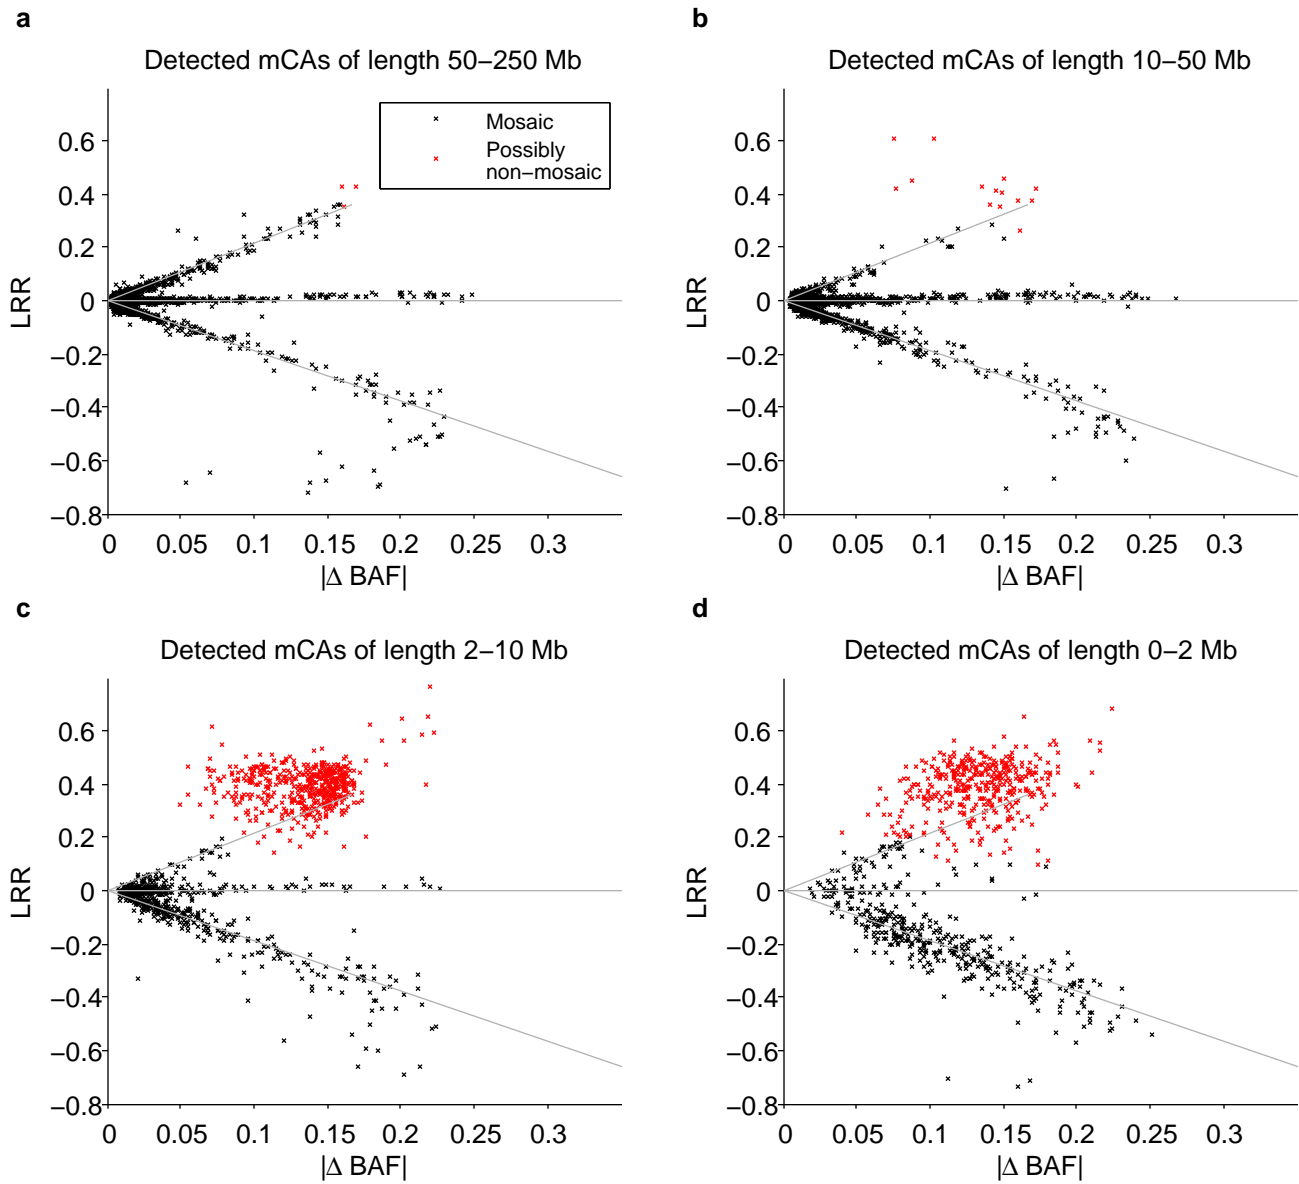 a
Detected mCAs of length 50−250 Mb
Mosaic
Possibly
non−mosaic
0.6
0.4
0.2
0
−0.2
−0.4
−0.6
−0.8
LRR
0 0.05 0.1 0.15 0.2 0.25 0.3
|Δ BAF|
b
Detected mCAs of length 10−50 Mb
0.6
0.4
0.2
0
−0.2
−0.4
−0.6
−0.8
LRR
0 0.05 0.1 0.15 0.2 0.25 0.3
|Δ BAF|
c
Detected mCAs of length 2−10 Mb
0.6
0.4
0.2
0
−0.2
−0.4
−0.6
−0.8
LRR
0 0.05 0.1 0.15 0.2 0.25 0.3
|Δ BAF|
d
Detected mCAs of length 0−2 Mb
0.6
0.4
0.2
0
−0.2
−0.4
−0.6
−0.8
LRR
0 0.05 0.1 0.15 0.2 0.25 0.3
|Δ BAF|